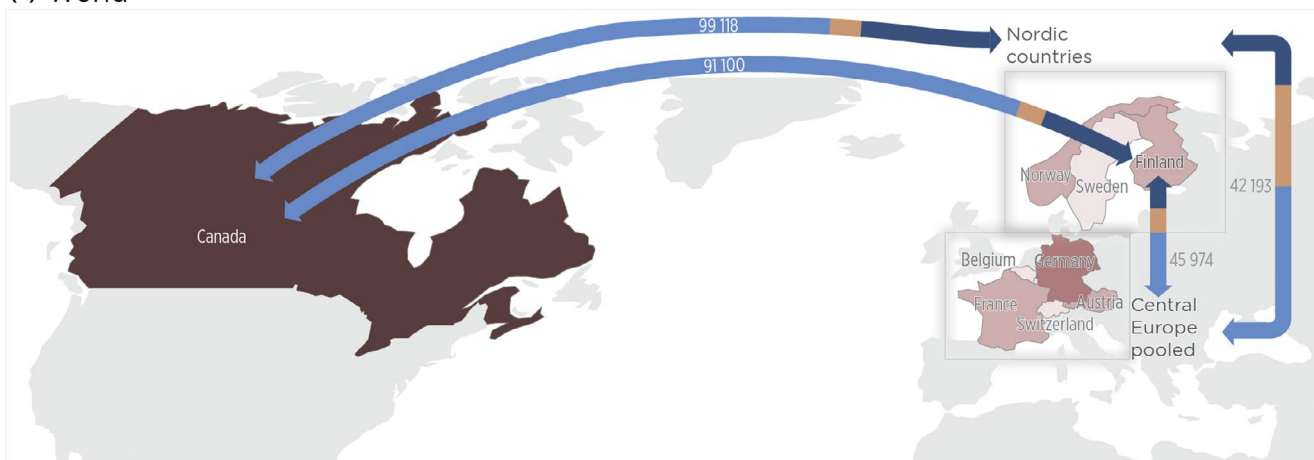 99 118
Nordic
countries
91 100
Finland
Norway
Sweden
42 193
Canada
Belgium
Germany
45 974
France
Austria
Central
Switzerland
Europe
pooled